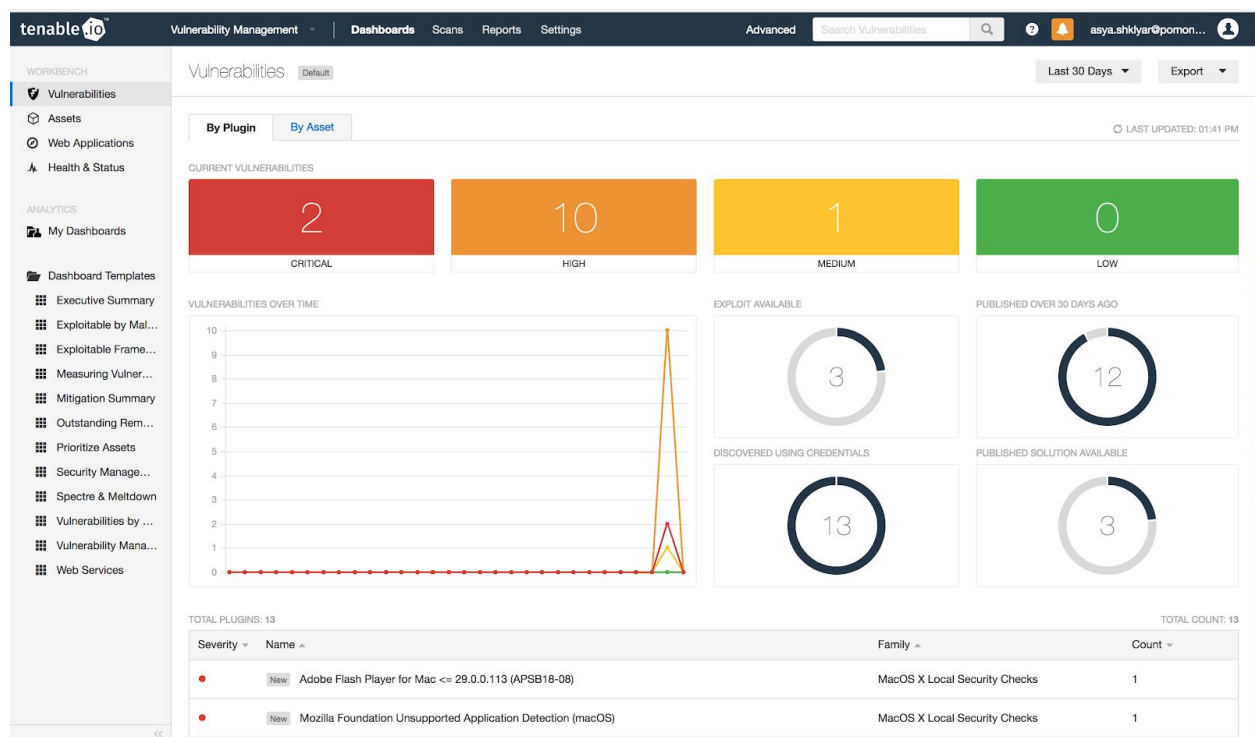 tenable.io™ Vulnerability Management Dashboards Scans Reports Settings Advanced Search Vulnerabilities ? asya.shklyar@pomon...
WORKBENCH
Vulnerabilities
Assets
Web Applications
Health & Status
ANALYTICS
My Dashboards
Dashboard Templates
Executive Summary
Exploitable by Mal...
Exploitable Frame...
Measuring Vulner...
Mitigation Summary
Outstanding Rem...
Prioritize Assets
Security Manage...
Spectre & Meltdown
Vulnerabilities by ...
Vulnerability Mana...
Web Services
<<
Vulnerabilities Default Last 30 Days Export
By Plugin By Asset LAST UPDATED: 01:41 PM
CURRENT VULNERABILITIES
2 10 1 0
CRITICAL HIGH MEDIUM LOW
VULNERABILITIES OVER TIME
10
9
8
7
6
5
4
3
2
1
0
EXPLOIT AVAILABLE
3
PUBLISHED OVER 30 DAYS AGO
12
DISCOVERED USING CREDENTIALS
13
PUBLISHED SOLUTION AVAILABLE
3
TOTAL PLUGINS: 13 TOTAL COUNT: 13
Severity Name Family Count
New Adobe Flash Player for Mac <= 29.0.0.113 (APSB18-08) MacOS X Local Security Checks 1
New Mozilla Foundation Unsupported Application Detection (macOS) MacOS X Local Security Checks 1